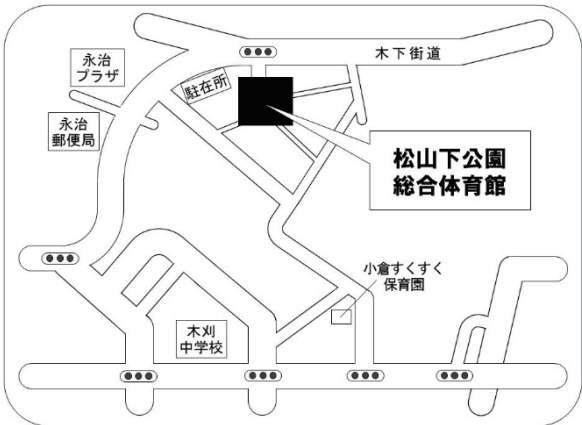 木下街道
永治
プラザ
駐在所
永治
郵便局
松山下公園
総合体育館
小倉すくすく
保育園
木刈
中学校